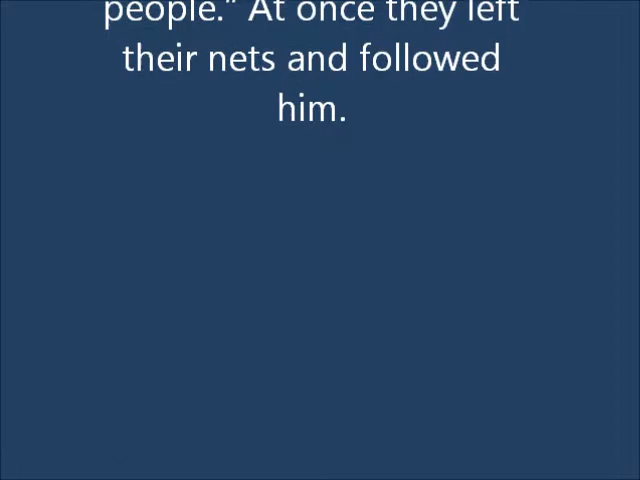 people.” At once they left
their nets and followed
him.